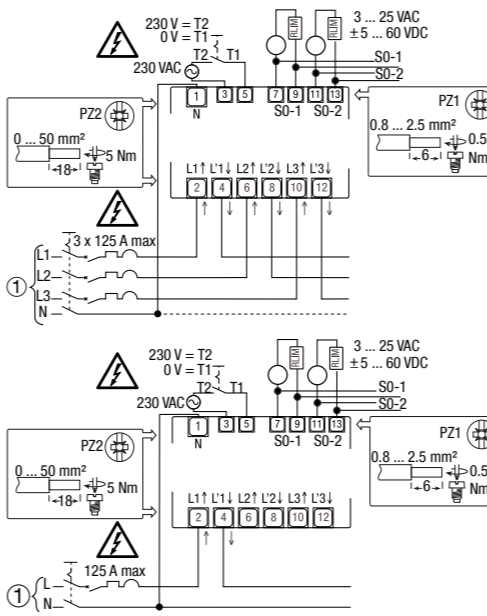 230 V = T2
0 V = T1
T2 T1
230 VAC
3 ... 25 VAC
± 5 ... 60 VDC
RLIM
RLIM
S0-1
S0-2
1 3 5 7 9 11 13
N S0-1 S0-2
PZ2
0 ... 50 mm²
18
5 Nm
PZ1
0.8 ... 2.5 mm²
6
0.5
Nm
L1↑ L'1↓ L2↑ L'2↓ L3↑ L'3↓
2 4 6 8 10 12
3 x 125 A max
1
L1
L2
L3
N
230 V = T2
0 V = T1
T2 T1
230 VAC
3 ... 25 VAC
± 5 ... 60 VDC
RLIM
RLIM
S0-1
S0-2
1 3 5 7 9 11 13
N S0-1 S0-2
PZ2
0 ... 50 mm²
18
5 Nm
PZ1
0.8 ... 2.5 mm²
6
0.5
Nm
L1↑ L'1↓ L2↑ L'2↓ L3↑ L'3↓
2 4 6 8 10 12
125 A max
1
L
N